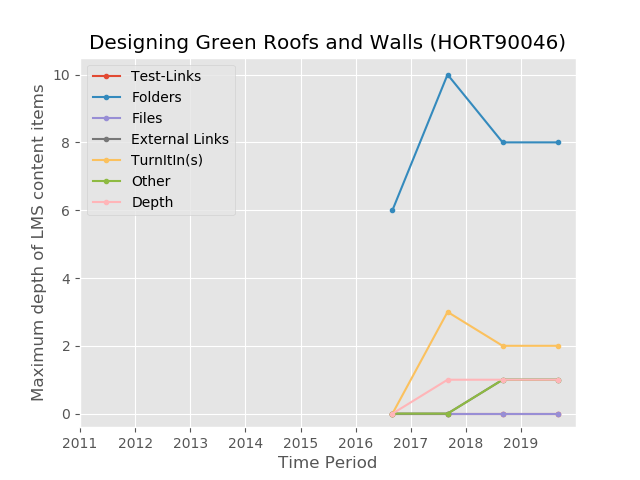 Designing Green Roofs and Walls (HORT90046)
Maximum depth of LMS content items
10
8
6
4
2
0
Test-Links
Folders
Files
External Links
TurnItIn(s)
Other
Depth
2011 2012 2013 2014 2015 2016 2017 2018 2019
Time Period